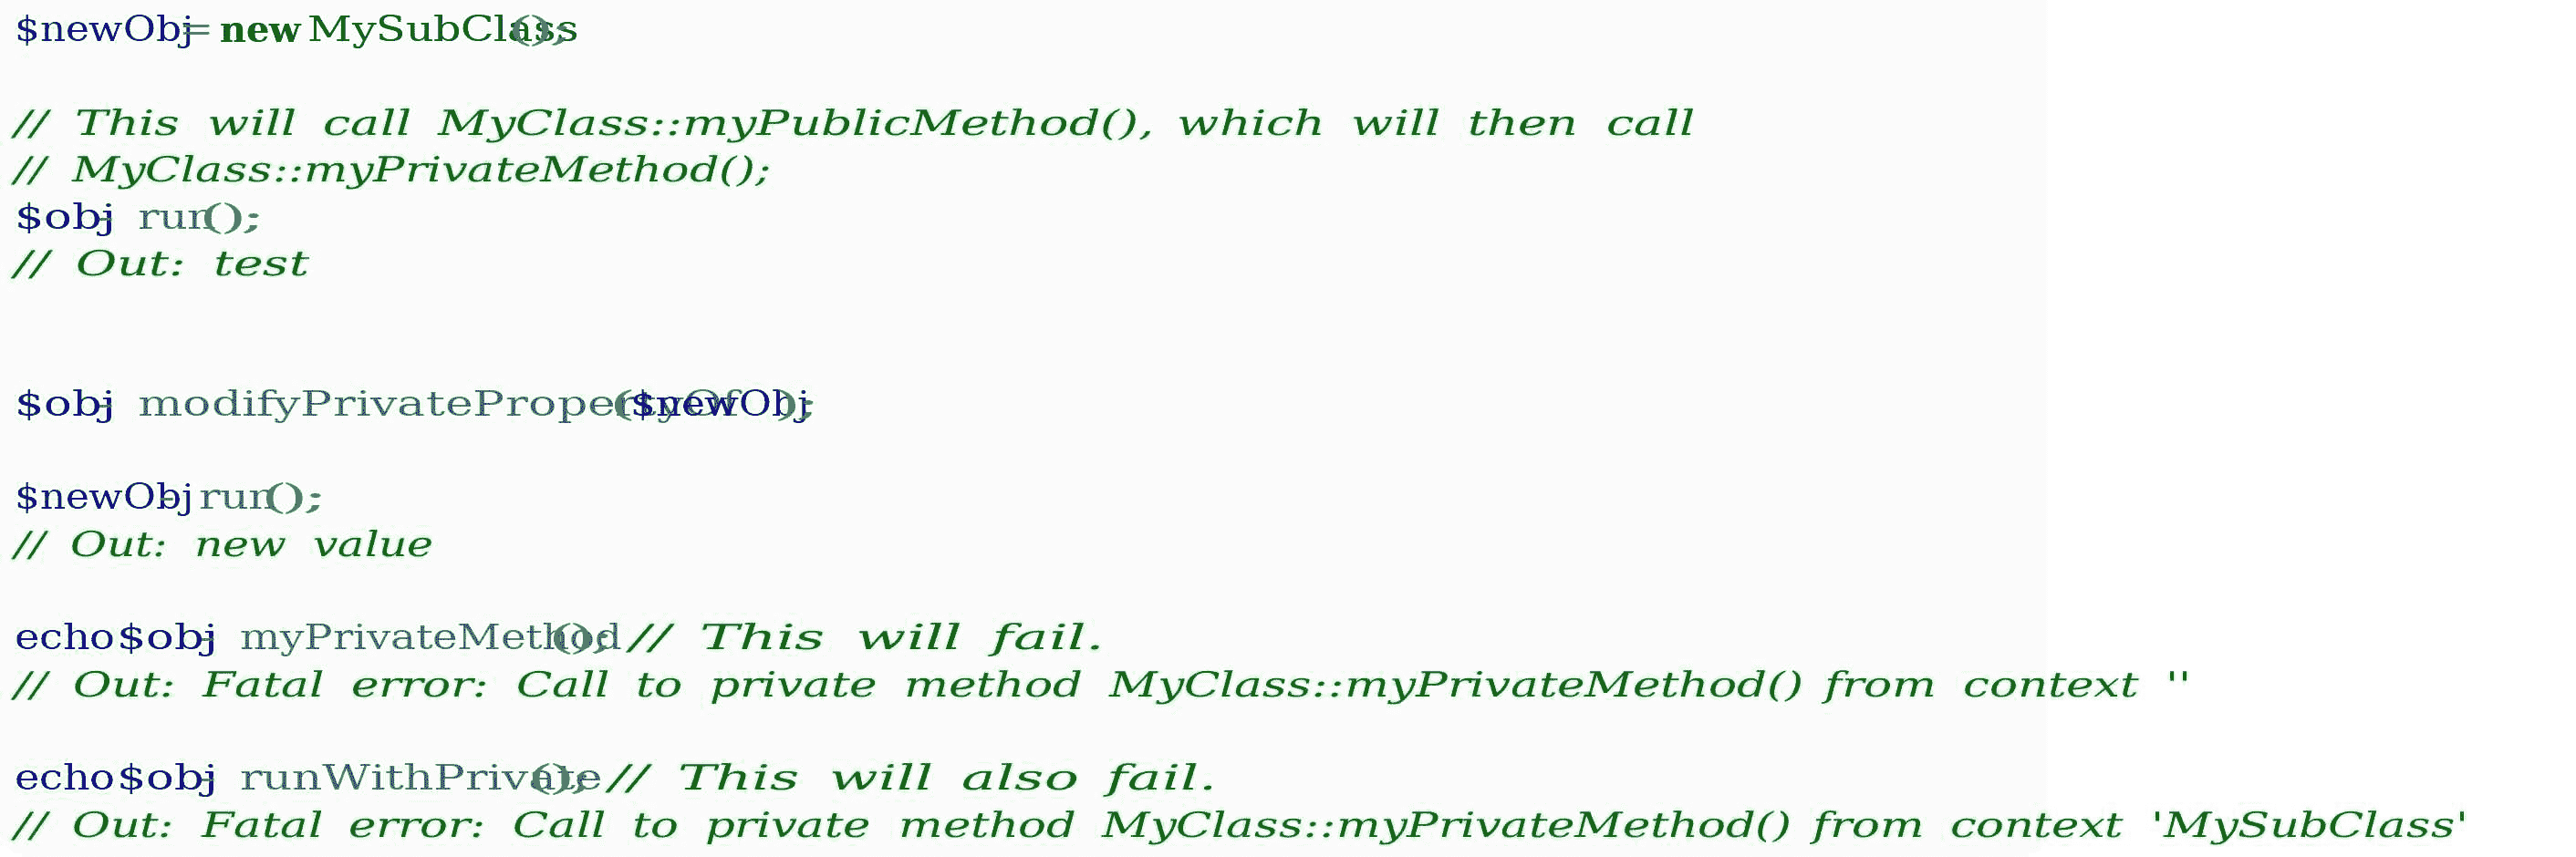 $newObj = new MySubClass();
// This will call MyClass::myPublicMethod(), which will then call
// MyClass::myPrivateMethod();
$obj- run();
// Out: test
$obj- modifyPrivatePropertyOf($newObj);
$newObj- run();
// Out: new value
echo $obj- myPrivateMethod(); // This will fail.
// Out: Fatal error: Call to private method MyClass::myPrivateMethod() from context ''
echo $obj- runWithPrivate(); // This will also fail.
// Out: Fatal error: Call to private method MyClass::myPrivateMethod() from context 'MySubClass'